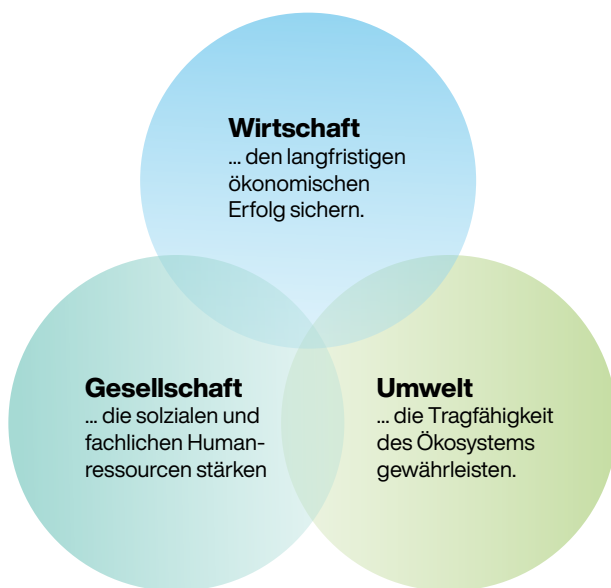 Wirtschaft
... den langfristigen
ökonomischen
Erfolg sichern.
Gesellschaft
... die solzialen und
fachlichen Human-
ressourcen stärken
Umwelt
... die Tragfähigkeit
des Ökosystems
gewährleisten.